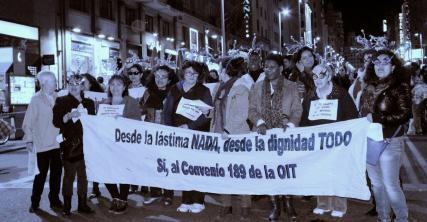 Desde la lástima NADA, desde la dignidad TODO
Sí, al Convenio 189 de la OIT